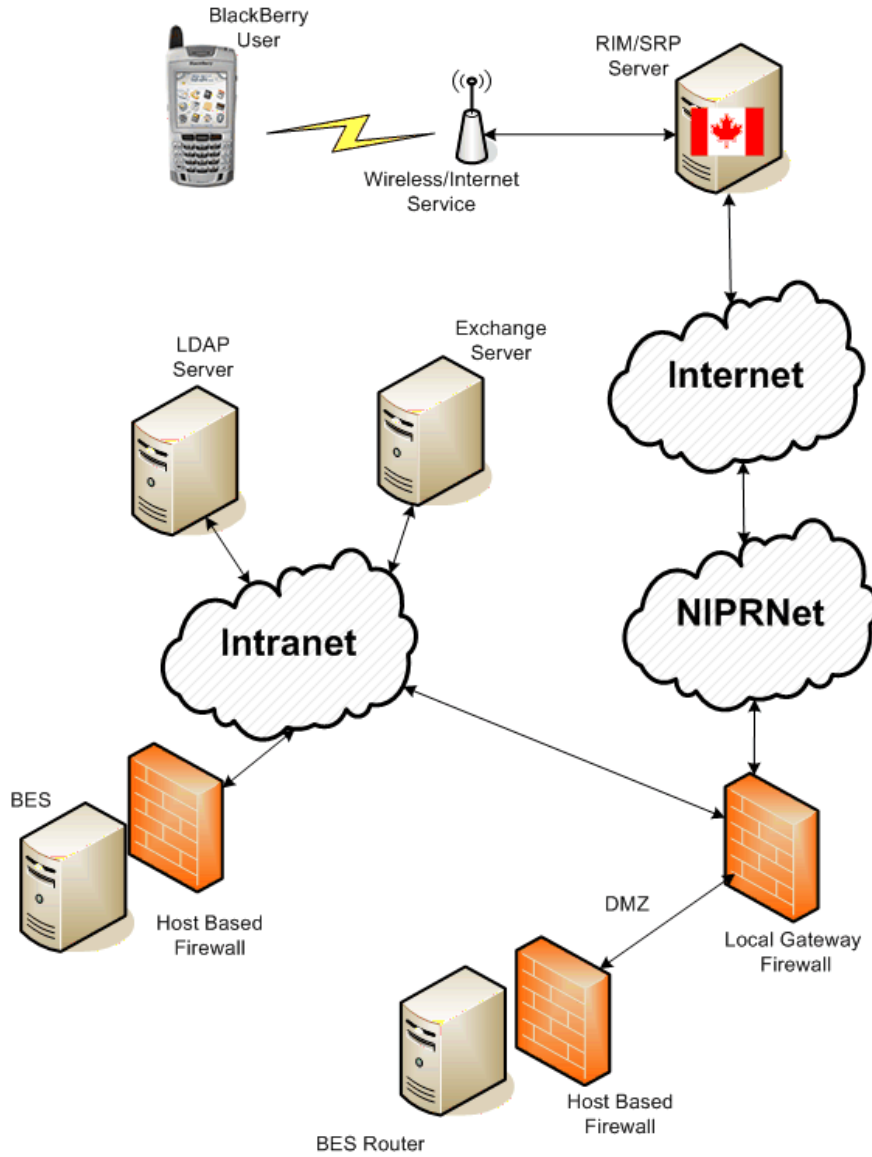 BlackBerry
User
RIM/SRP
Server
Wireless/Internet
Service
Internet
LDAP
Server
Exchange
Server
Intranet
NIPRNet
BES
Host Based
Firewall
DMZ
Local Gateway
Firewall
BES Router
Host Based
Firewall